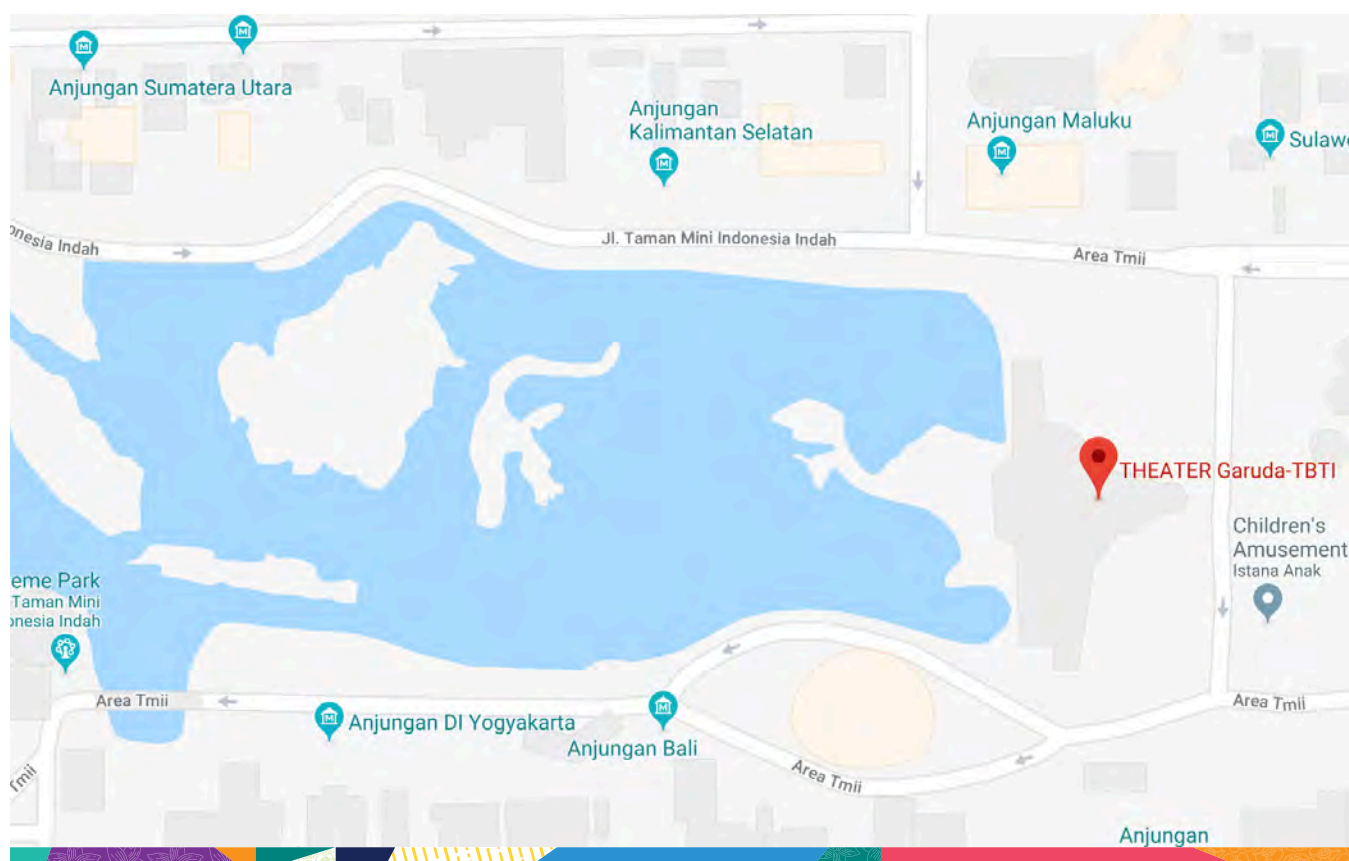 Anjungan Sumatera Utara
Anjungan
Kalimantan Selatan
Anjungan Maluku
Sulawe
onesia Indah
Jl. Taman Mini Indonesia Indah
Area Tmii
THEATER Garuda-TBTI
Children's
Amusement
Istana Anak
eme Park
Taman Mini
onesia Indah
Area Tmii
Anjungan DI Yogyakarta
Anjungan Bali
Area Tmii
Area Tmii
Tmii
Anjungan